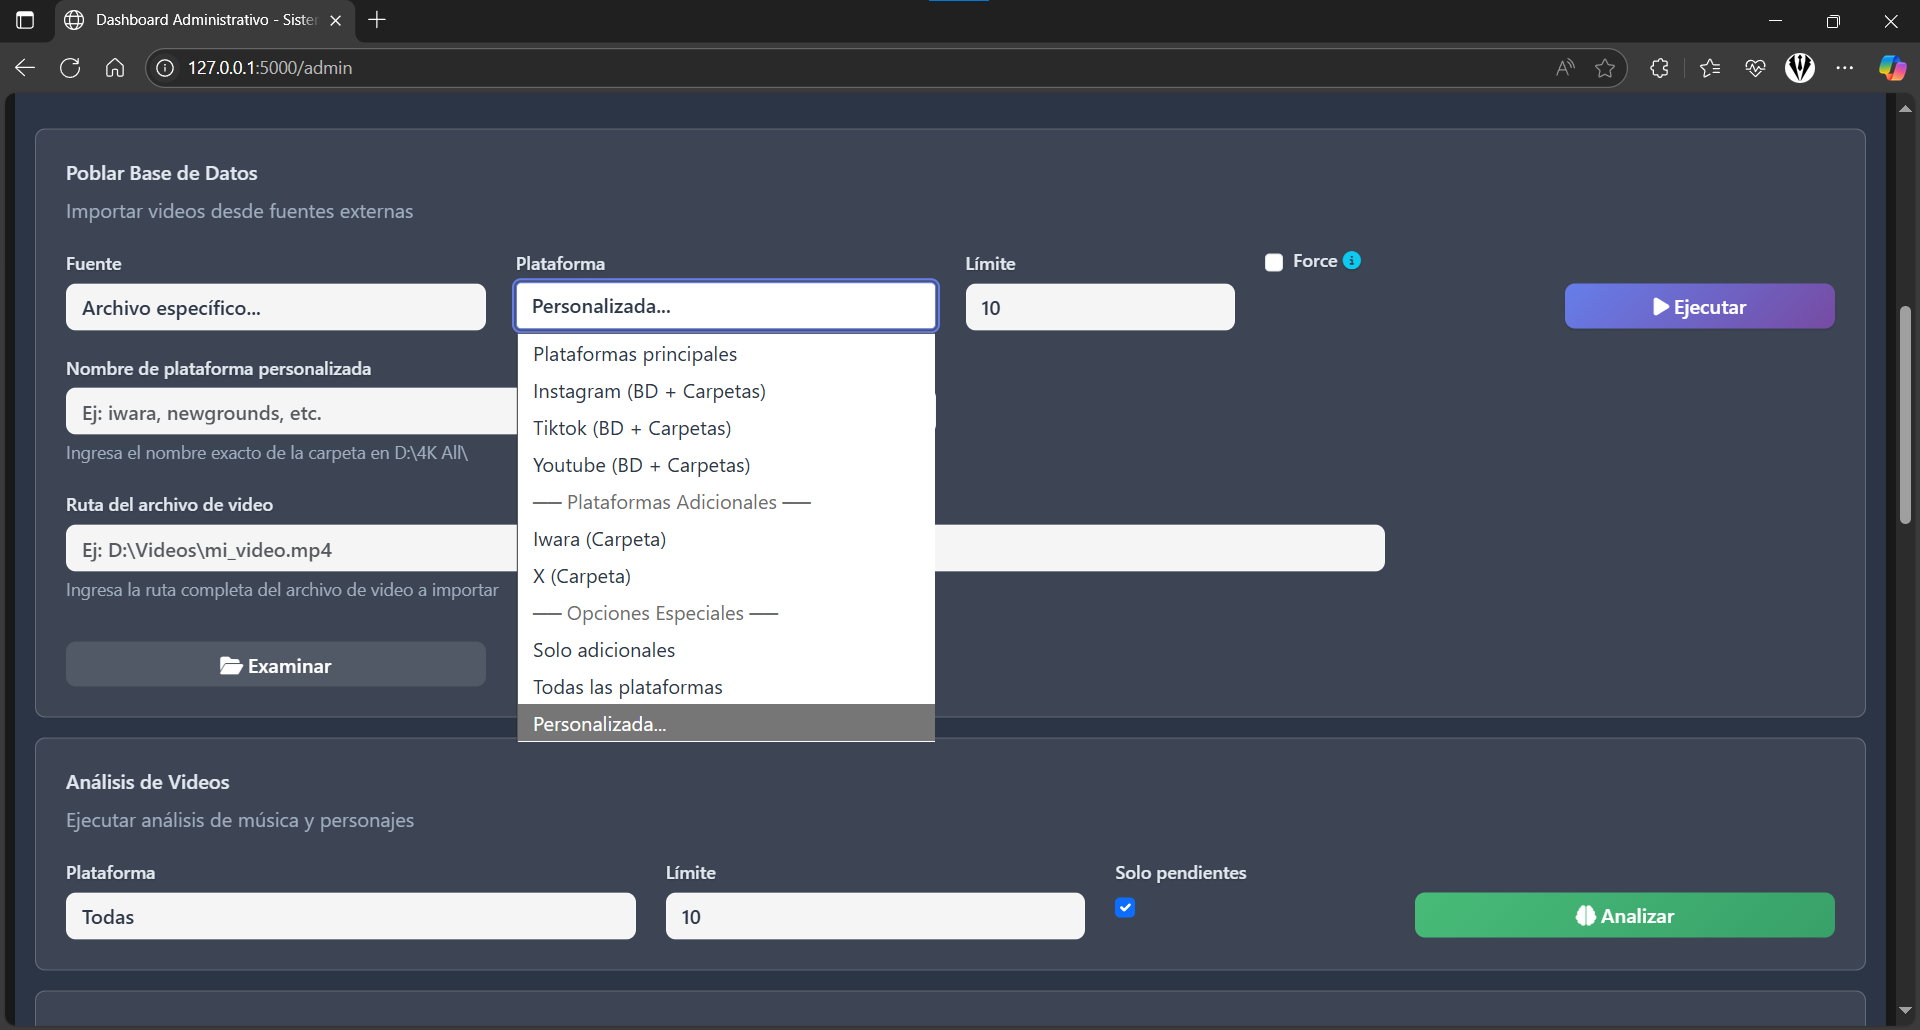 Dashboard Administrativo - Siste
127.0.0.1:5000/admin
Poblar Base de Datos
Importar videos desde fuentes externas
Fuente
Plataforma
Límite
Force
Archivo específico...
Personalizada...
10
Ejecutar
Nombre de plataforma personalizada
Ej: iwara, newgrounds, etc.
Ingresa el nombre exacto de la carpeta en D:\4K All\
Ruta del archivo de video
Ej: D:\Videos\mi_video.mp4
Ingresa la ruta completa del archivo de video a importar
Examinar
Plataformas principales
Instagram (BD + Carpetas)
Tiktok (BD + Carpetas)
Youtube (BD + Carpetas)
── Plataformas Adicionales ──
Iwara (Carpeta)
X (Carpeta)
── Opciones Especiales ──
Solo adicionales
Todas las plataformas
Personalizada...
Análisis de Videos
Ejecutar análisis de música y personajes
Plataforma
Límite
Solo pendientes
Todas
10
Analizar